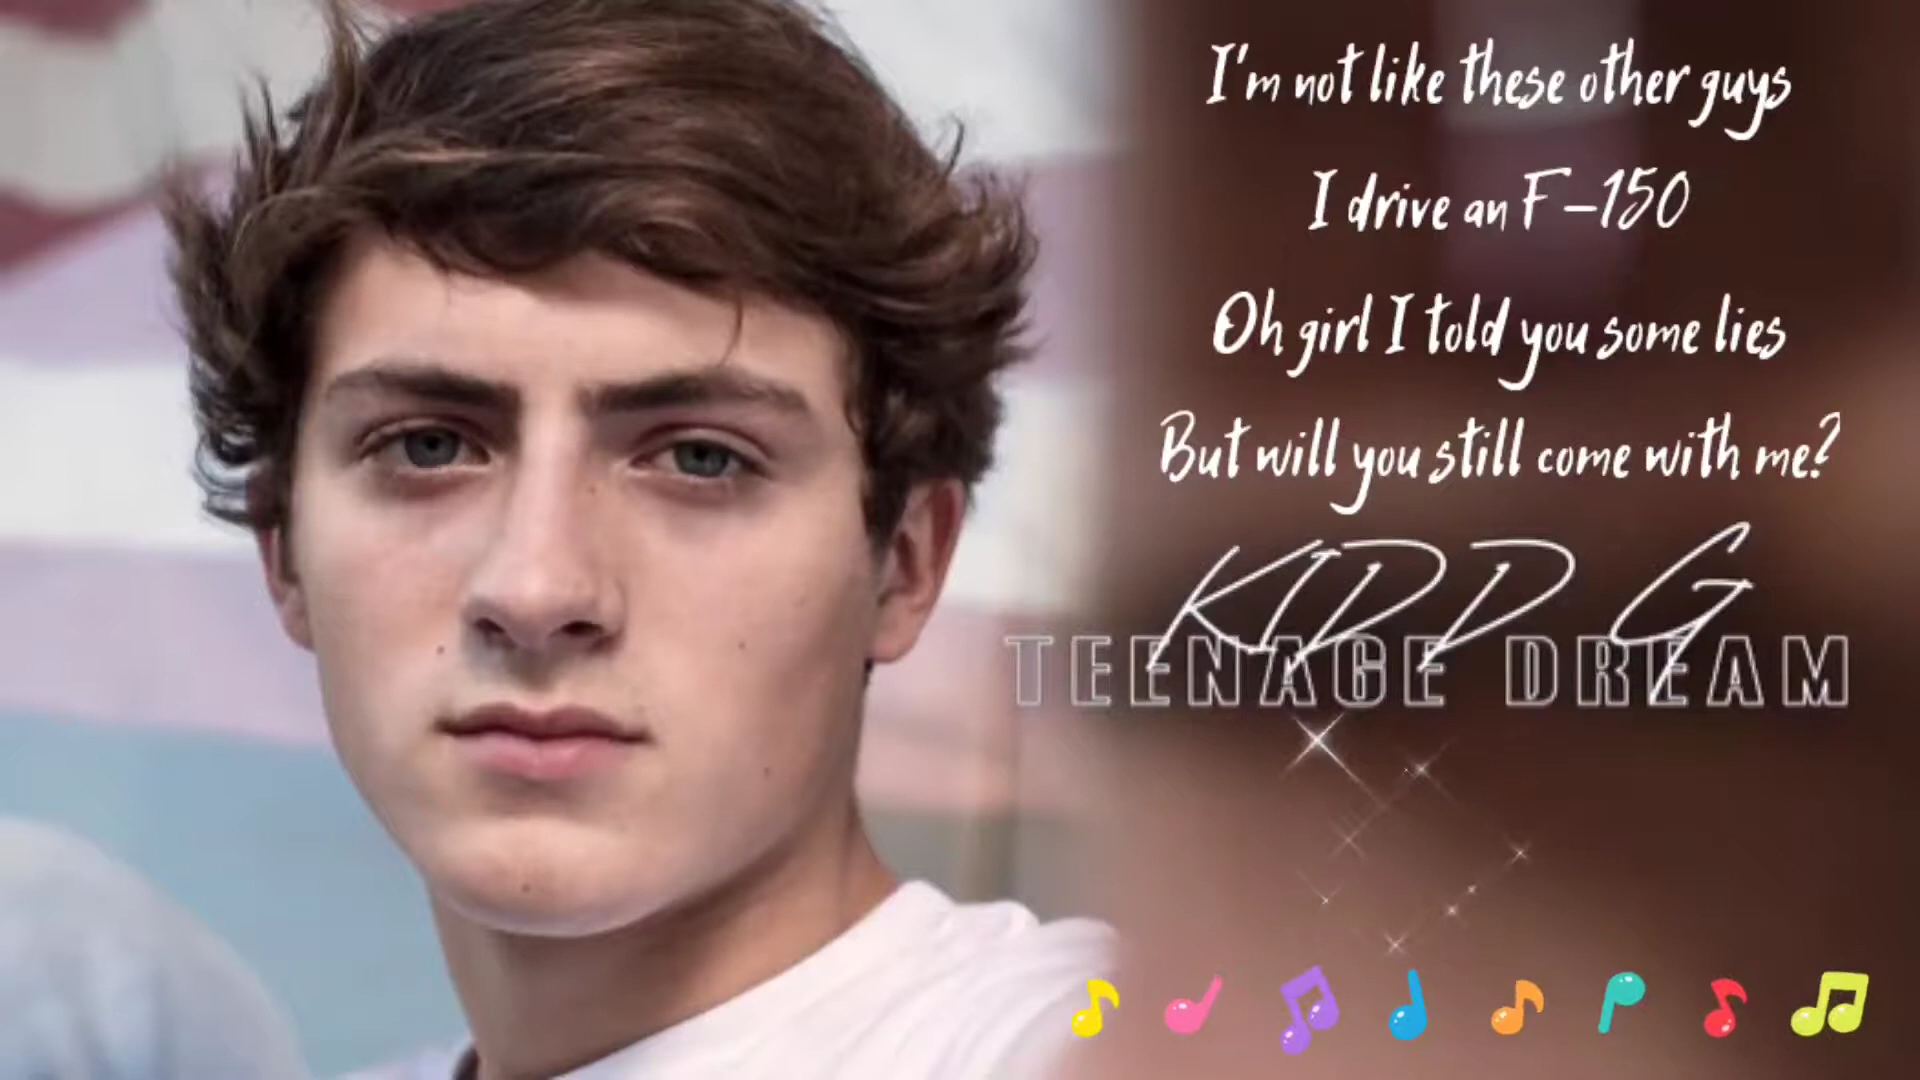 I'm not like these other guys
I drive an F-150
Oh girl I told you some lies
But will you still come with me?
KIDD G
TEENAGE DREAM